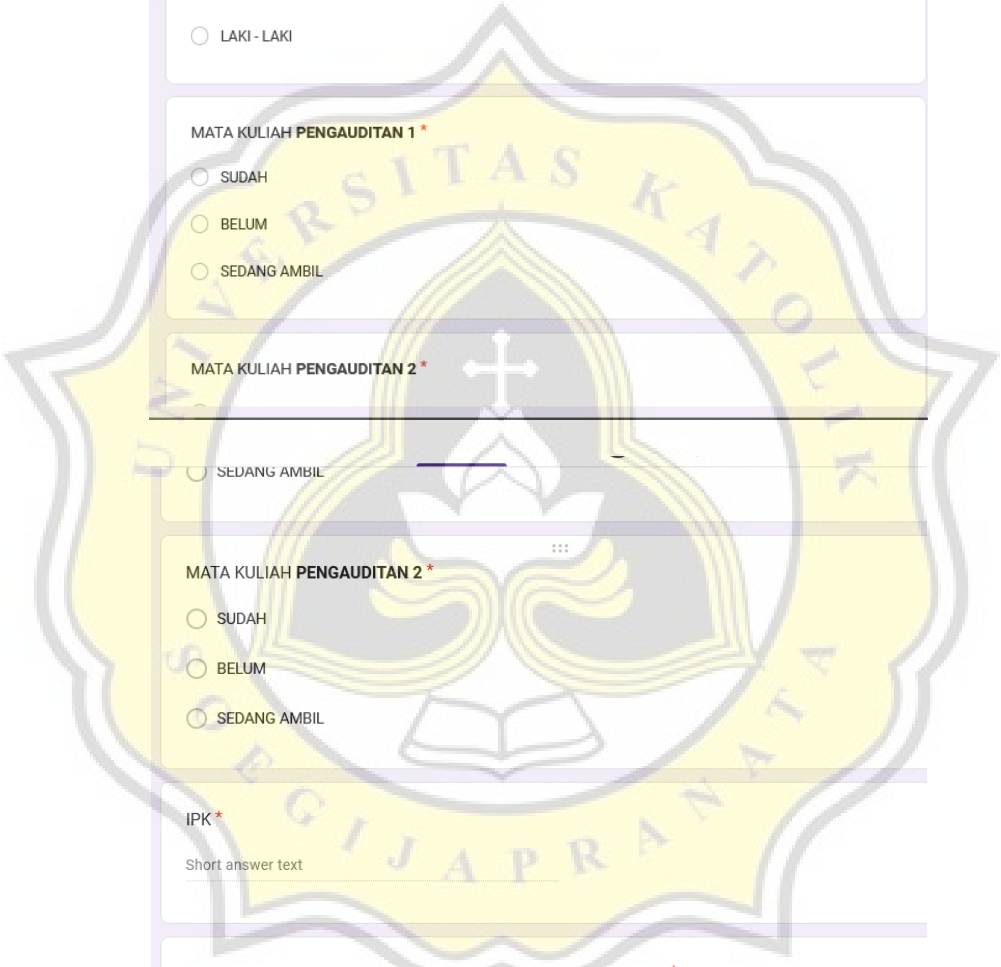 LAKI - LAKI
MATA KULIAH PENGAUDITAN 1 *
SUDAH
BELUM
SEDANG AMBIL
MATA KULIAH PENGAUDITAN 2 *
SEDANG AMBIL
MATA KULIAH PENGAUDITAN 2 *
SUDAH
BELUM
SEDANG AMBIL
IPK *
Short answer text
UNIVERSITAS KATOLIK
SOEGIJAPRANATA